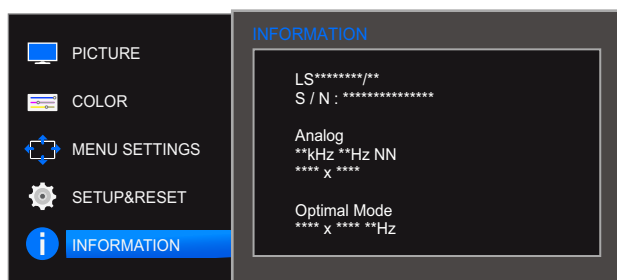 PICTURE
COLOR
MENU SETTINGS
SETUP&RESET
INFORMATION
INFORMATION
LS********/**
S / N : ***************
Analog
**kHz **Hz NN
**** x ****
Optimal Mode
**** x **** **Hz